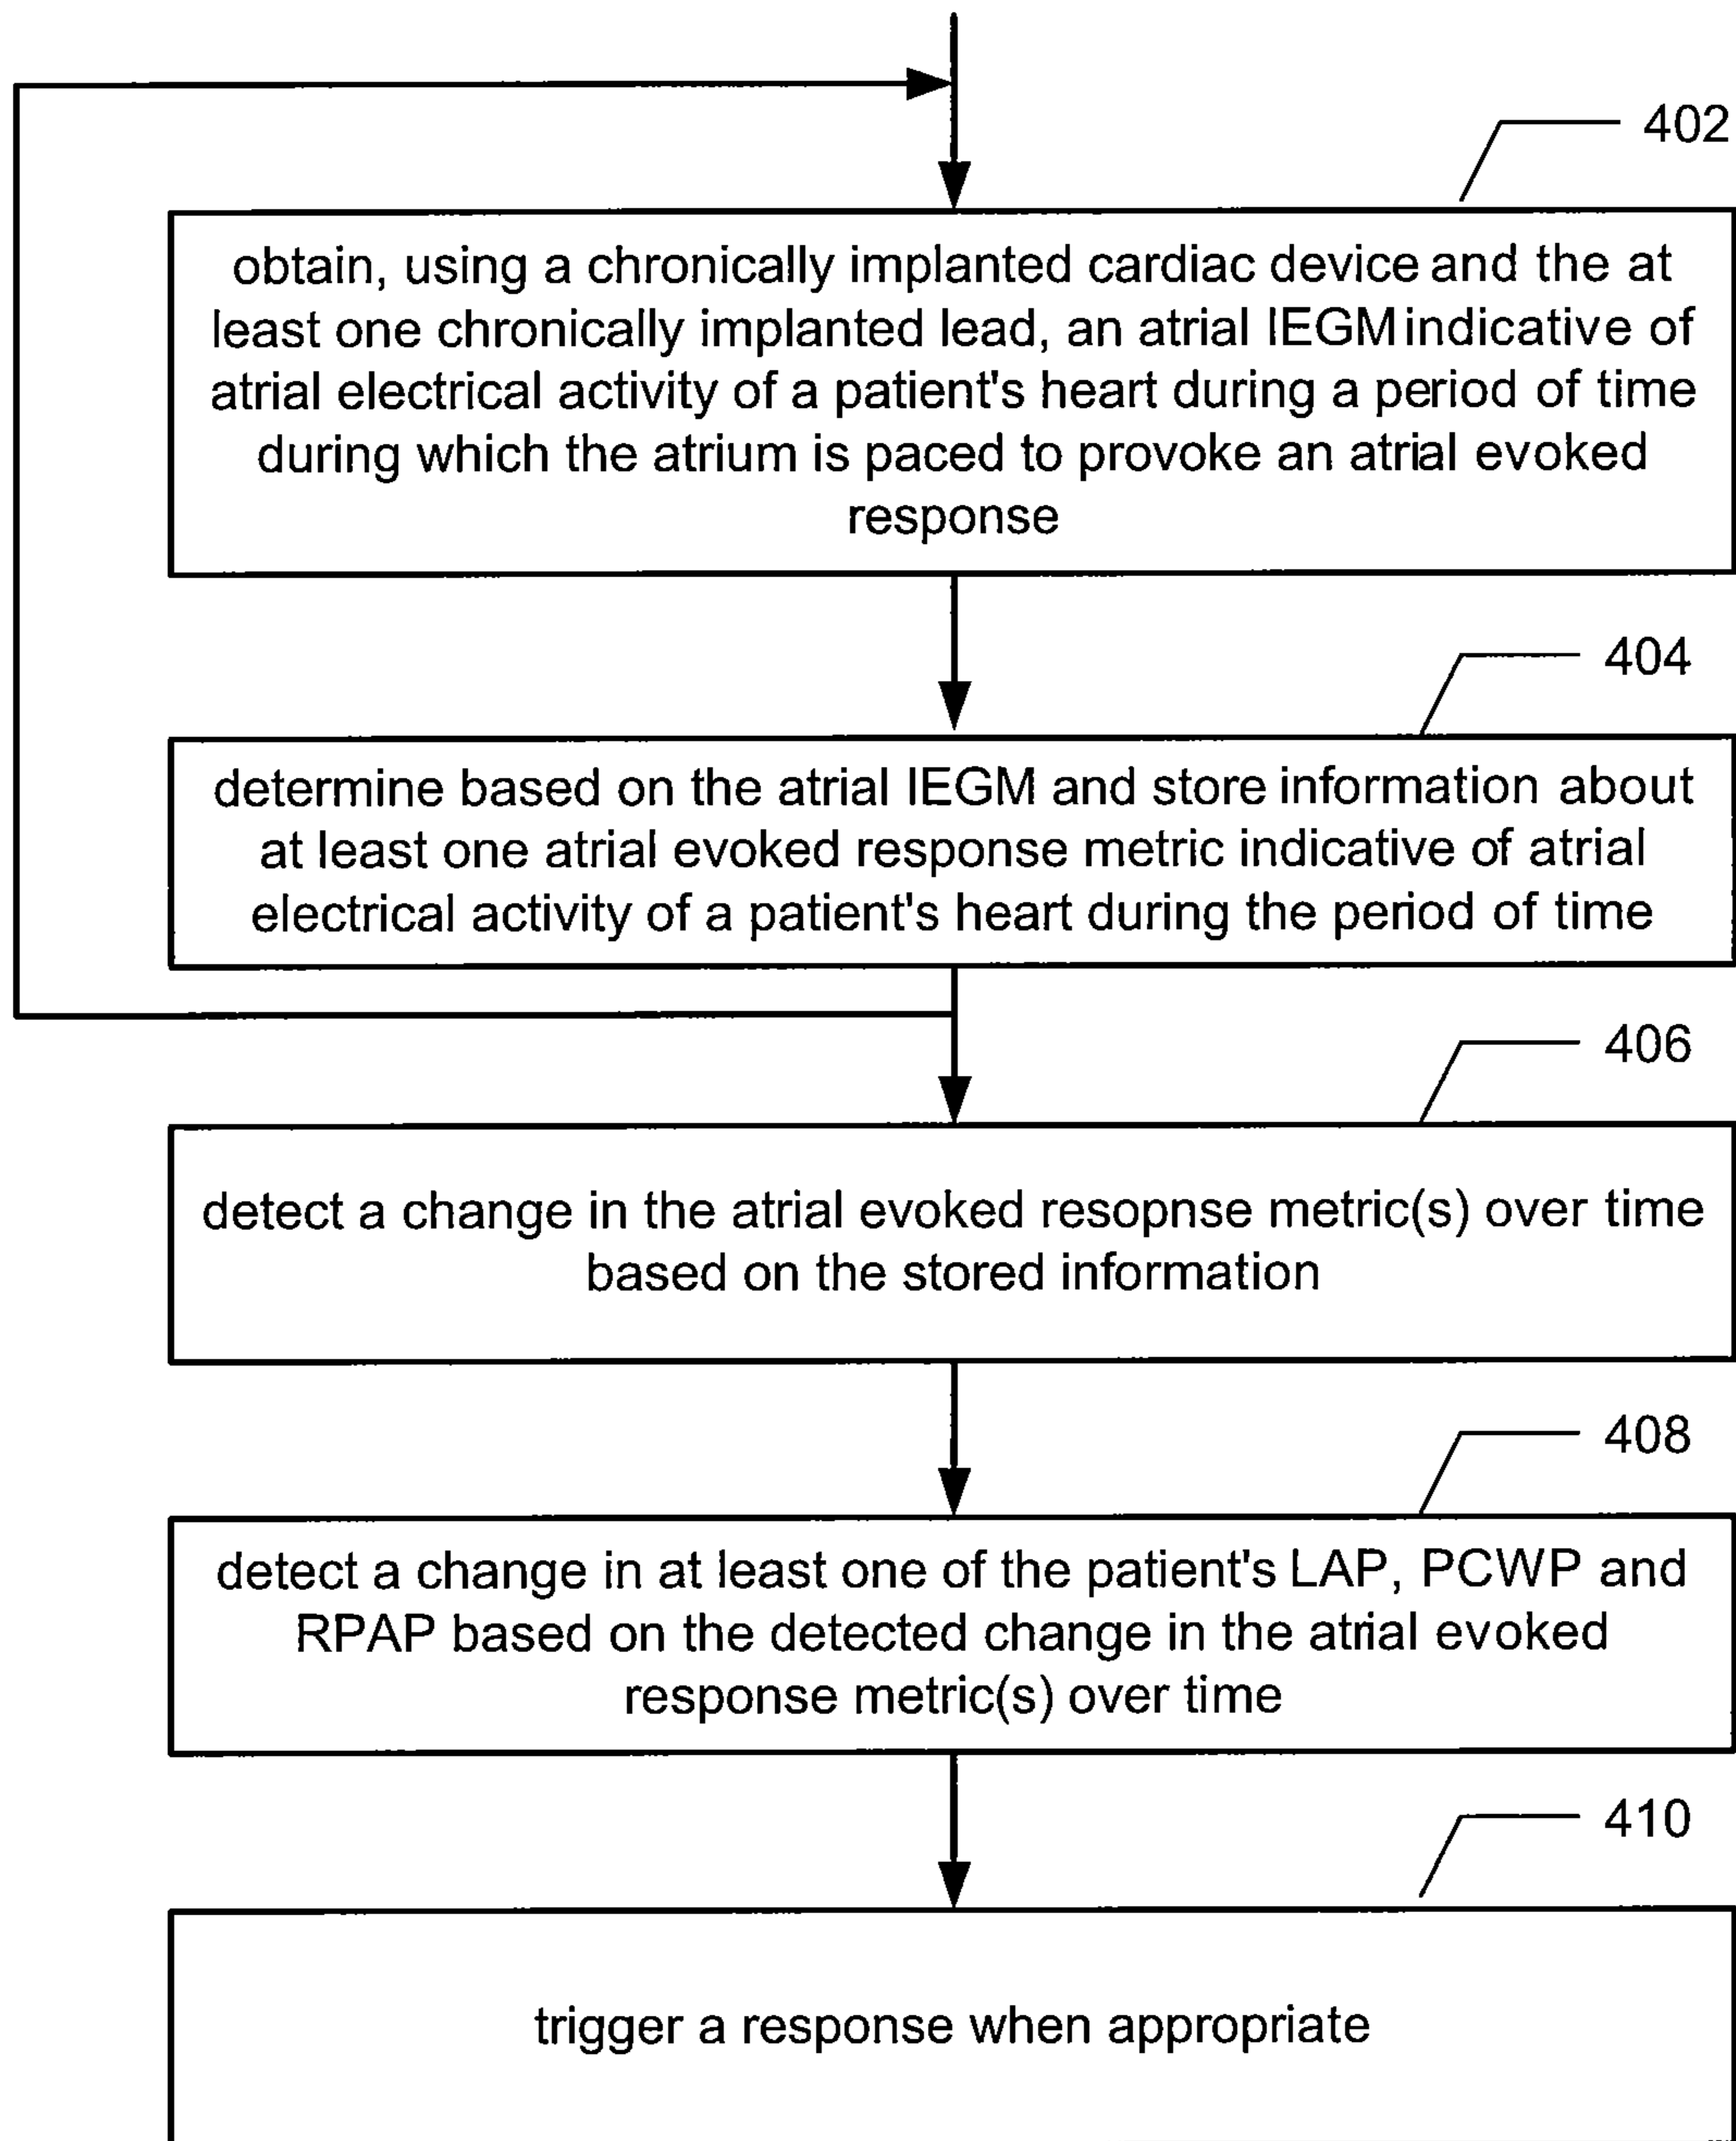 402
obtain, using a chronically implanted cardiac device and the at
least one chronically implanted lead, an atrial IEGM indicative of
atrial electrical activity of a patient's heart during a period of time
during which the atrium is paced to provoke an atrial evoked
response
404
determine based on the atrial IEGM and store information about
at least one atrial evoked response metric indicative of atrial
electrical activity of a patient's heart during the period of time
406
detect a change in the atrial evoked resopnse metric(s) over time
based on the stored information
408
detect a change in at least one of the patient's LAP, PCWP and
RPAP based on the detected change in the atrial evoked
response metric(s) over time
410
trigger a response when appropriate